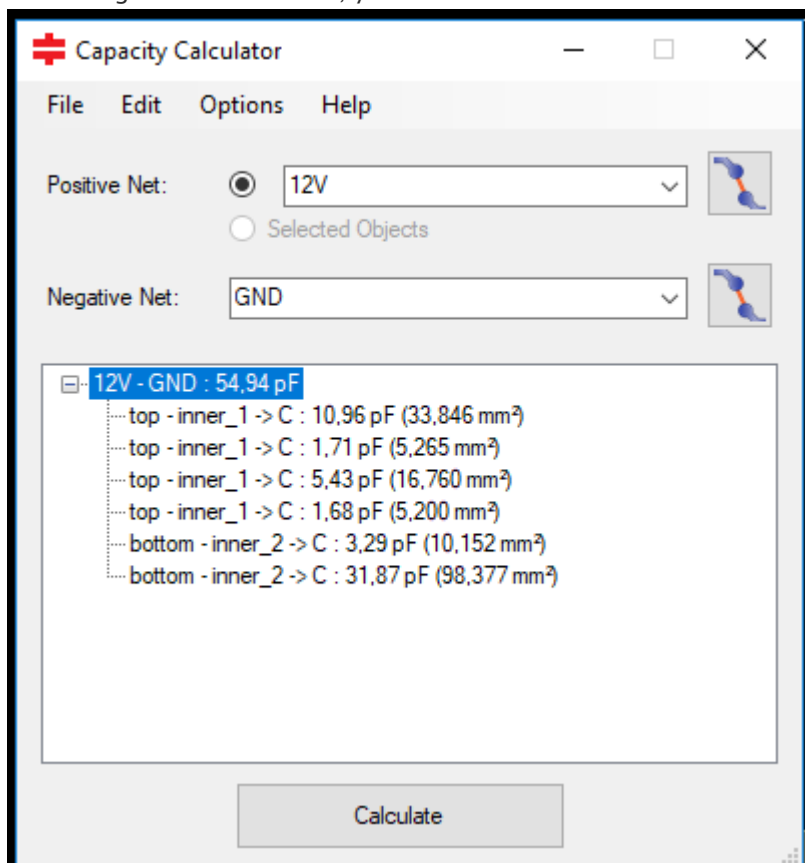 Capacity Calculator
File Edit Options Help
Positive Net: 12V
Selected Objects
Negative Net: GND
12V - GND : 54,94 pF
top - inner_1 -> C : 10,96 pF (33,846 mm²)
top - inner_1 -> C : 1,71 pF (5,265 mm²)
top - inner_1 -> C : 5,43 pF (16,760 mm²)
top - inner_1 -> C : 1,68 pF (5,200 mm²)
bottom - inner_2 -> C : 3,29 pF (10,152 mm²)
bottom - inner_2 -> C : 31,87 pF (98,377 mm²)
Calculate